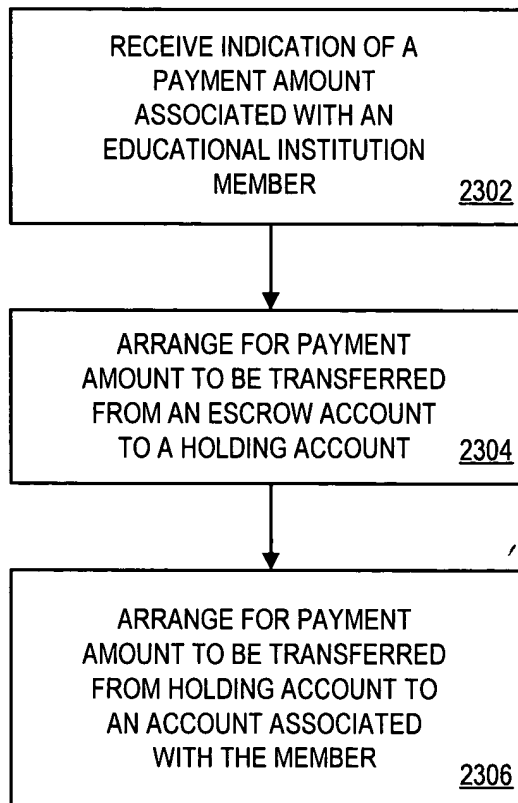 RECEIVE INDICATION OF A
PAYMENT AMOUNT
ASSOCIATED WITH AN
EDUCATIONAL INSTITUTION
MEMBER
2302
ARRANGE FOR PAYMENT
AMOUNT TO BE TRANSFERRED
FROM AN ESCROW ACCOUNT
TO A HOLDING ACCOUNT
2304
ARRANGE FOR PAYMENT
AMOUNT TO BE TRANSFERRED
FROM HOLDING ACCOUNT TO
AN ACCOUNT ASSOCIATED
WITH THE MEMBER
2306